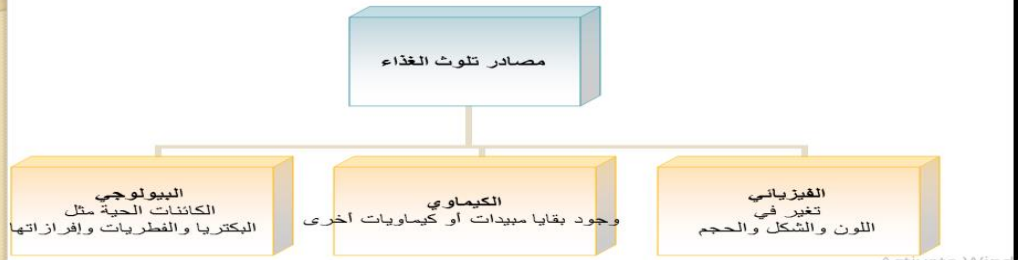 مصادر تلوث الغذاء
الفيزيائي
تغير في
اللون والشكل والحجم
الكيماوي
وجود بقايا مبيدات أو كيماويات أخرى
البيولوجي
الكائنات الحية مثل
البكتريا والفطريات وإفرازاتها